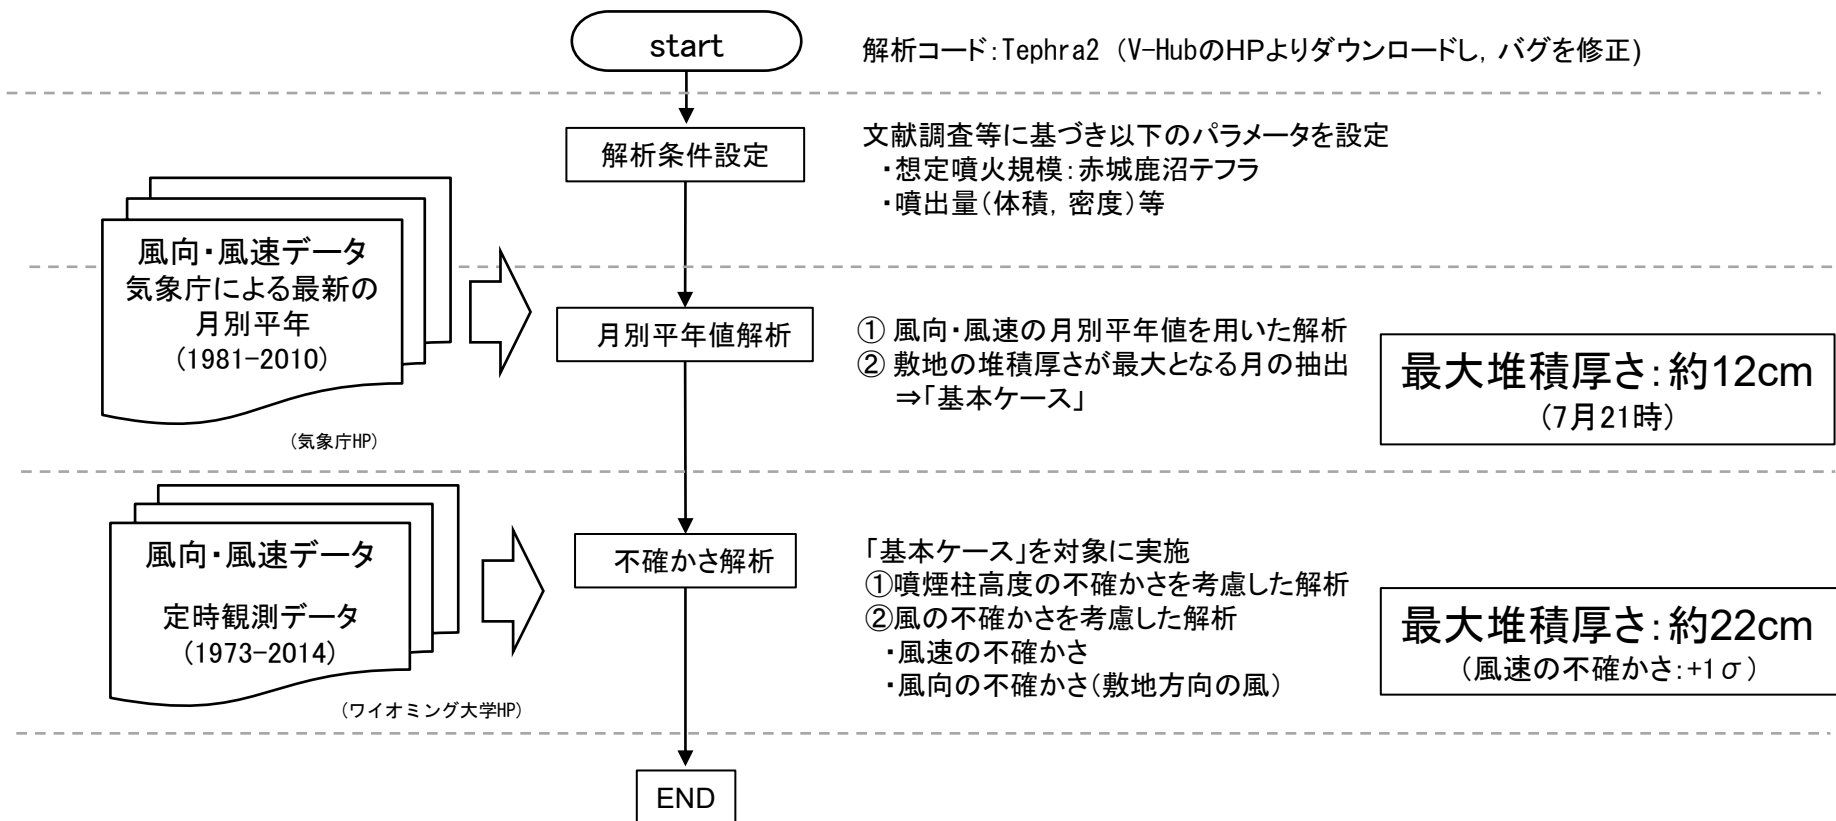 start
解析コード：Tephra2（V-HubのHPよりダウンロードし，バグを修正）
解析条件設定
文献調査等に基づき以下のパラメータを設定
・想定噴火規模：赤城鹿沼テフラ
・噴出量（体積，密度）等
風向・風速データ
気象庁による最新の
月別平年
（1981-2010）
（気象庁HP）
月別平年値解析
① 風向・風速の月別平年値を用いた解析
② 敷地の堆積厚さが最大となる月の抽出
⇒「基本ケース」
最大堆積厚さ：約12cm
（7月21時）
風向・風速データ
定時観測データ
（1973-2014）
（ワイオミング大学HP）
不確かさ解析
「基本ケース」を対象に実施
①噴煙柱高度の不確かさを考慮した解析
②風の不確かさを考慮した解析
・風速の不確かさ
・風向の不確かさ（敷地方向の風）
最大堆積厚さ：約22cm
（風速の不確かさ：+1σ）
END